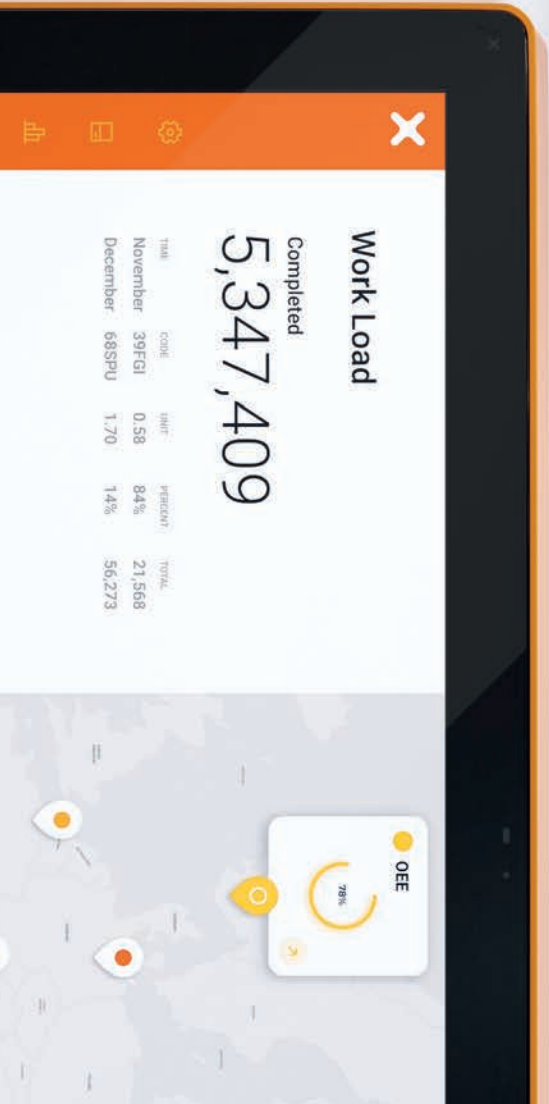 Work Load
Completed
5,347,409
TIME CODE UNIT PERCENT TOTAL
November 39FGI 0.58 84% 21,568
December 68SPU 1.70 14% 56,273
OEE
78%